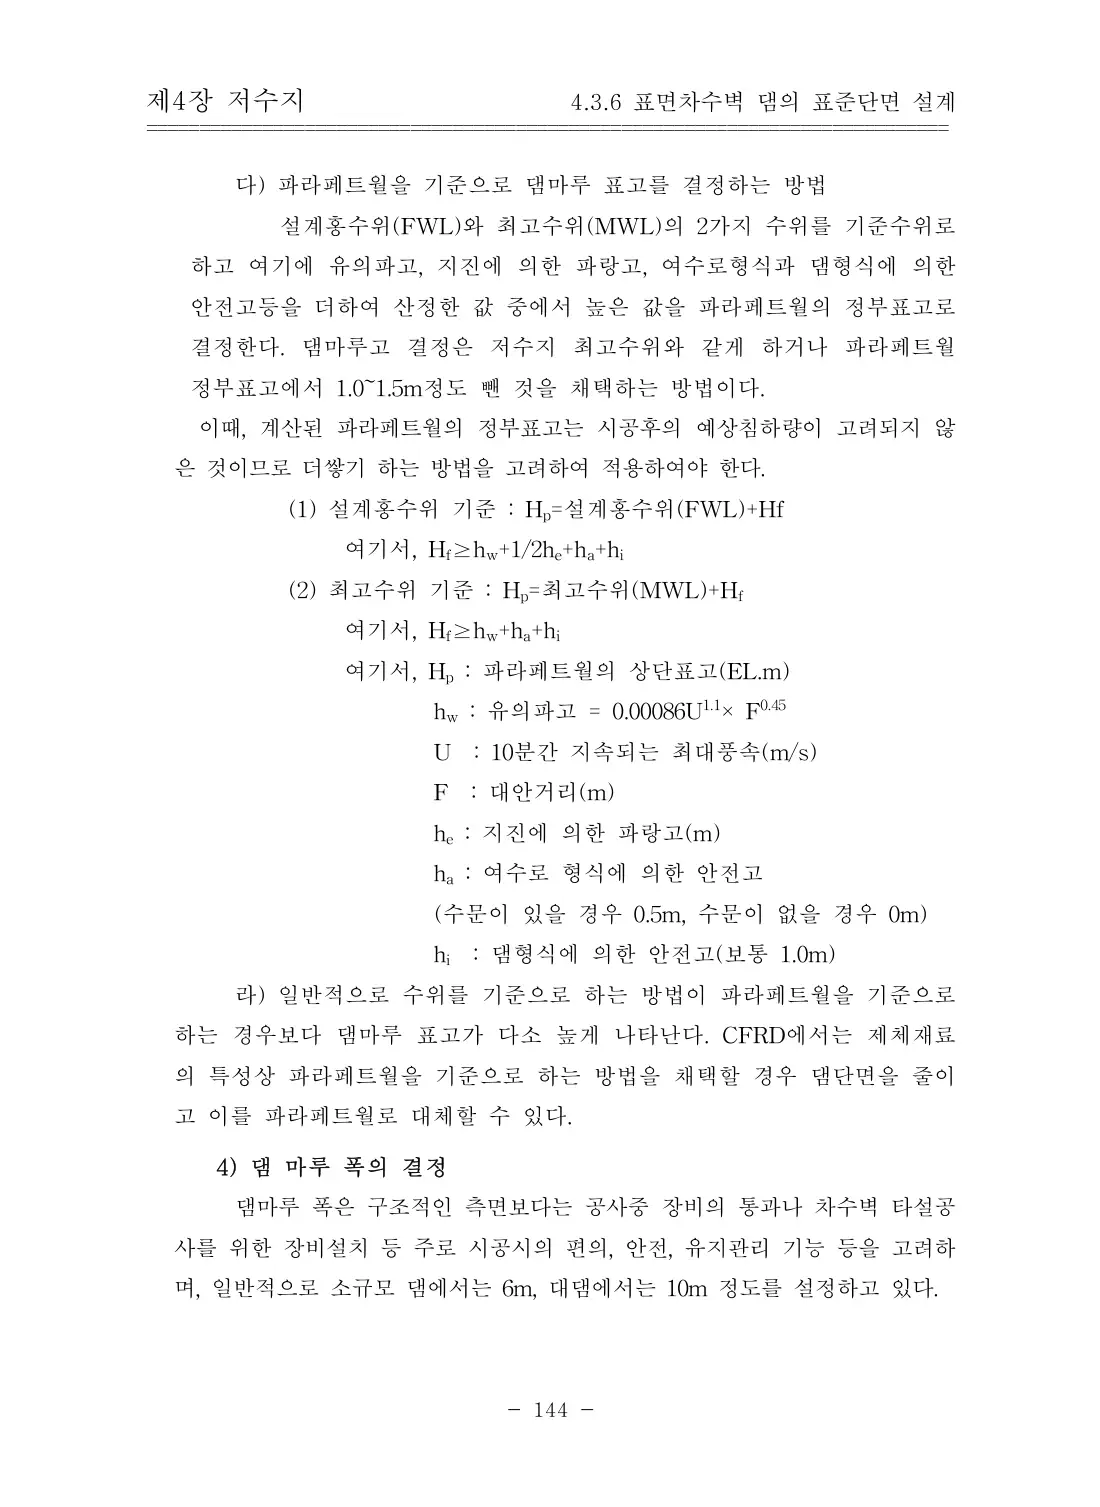 제4장 저수지 4.3.6 표면차수벽 댐의 표준단면 설계
다) 파라페트월을 기준으로 댐마루 표고를 결정하는 방법
설계홍수위(FWL)와 최고수위(MWL)의 2가지 수위를 기준수위로
하고 여기에 유의파고, 지진에 의한 파랑고, 여수로형식과 댐형식에 의한
안전고등을 더하여 산정한 값 중에서 높은 값을 파라페트월의 정부표고로
결정한다. 댐마루고 결정은 저수지 최고수위와 같게 하거나 파라페트월
정부표고에서 1.0~1.5m정도 뺀 것을 채택하는 방법이다.
이때, 계산된 파라페트월의 정부표고는 시공후의 예상침하량이 고려되지 않
은 것이므로 더쌓기 하는 방법을 고려하여 적용하여야 한다.
(1) 설계홍수위 기준 : Hp=설계홍수위(FWL)+Hf
여기서, Hf≥hw+1/2he+ha+hi
(2) 최고수위 기준 : Hp=최고수위(MWL)+Hf
여기서, Hf≥hw+ha+hi
여기서, Hp : 파라페트월의 상단표고(EL.m)
hw : 유의파고 = 0.00086U^1.1× F^0.45
U : 10분간 지속되는 최대풍속(m/s)
F : 대안거리(m)
he : 지진에 의한 파랑고(m)
ha : 여수로 형식에 의한 안전고
(수문이 있을 경우 0.5m, 수문이 없을 경우 0m)
hi : 댐형식에 의한 안전고(보통 1.0m)
라) 일반적으로 수위를 기준으로 하는 방법이 파라페트월을 기준으로
하는 경우보다 댐마루 표고가 다소 높게 나타난다. CFRD에서는 제체재료
의 특성상 파라페트월을 기준으로 하는 방법을 채택할 경우 댐단면을 줄이
고 이를 파라페트월로 대체할 수 있다.
4) 댐 마루 폭의 결정
댐마루 폭은 구조적인 측면보다는 공사중 장비의 통과나 차수벽 타설공
사를 위한 장비설치 등 주로 시공시의 편의, 안전, 유지관리 기능 등을 고려하
며, 일반적으로 소규모 댐에서는 6m, 대댐에서는 10m 정도를 설정하고 있다.
- 144 -